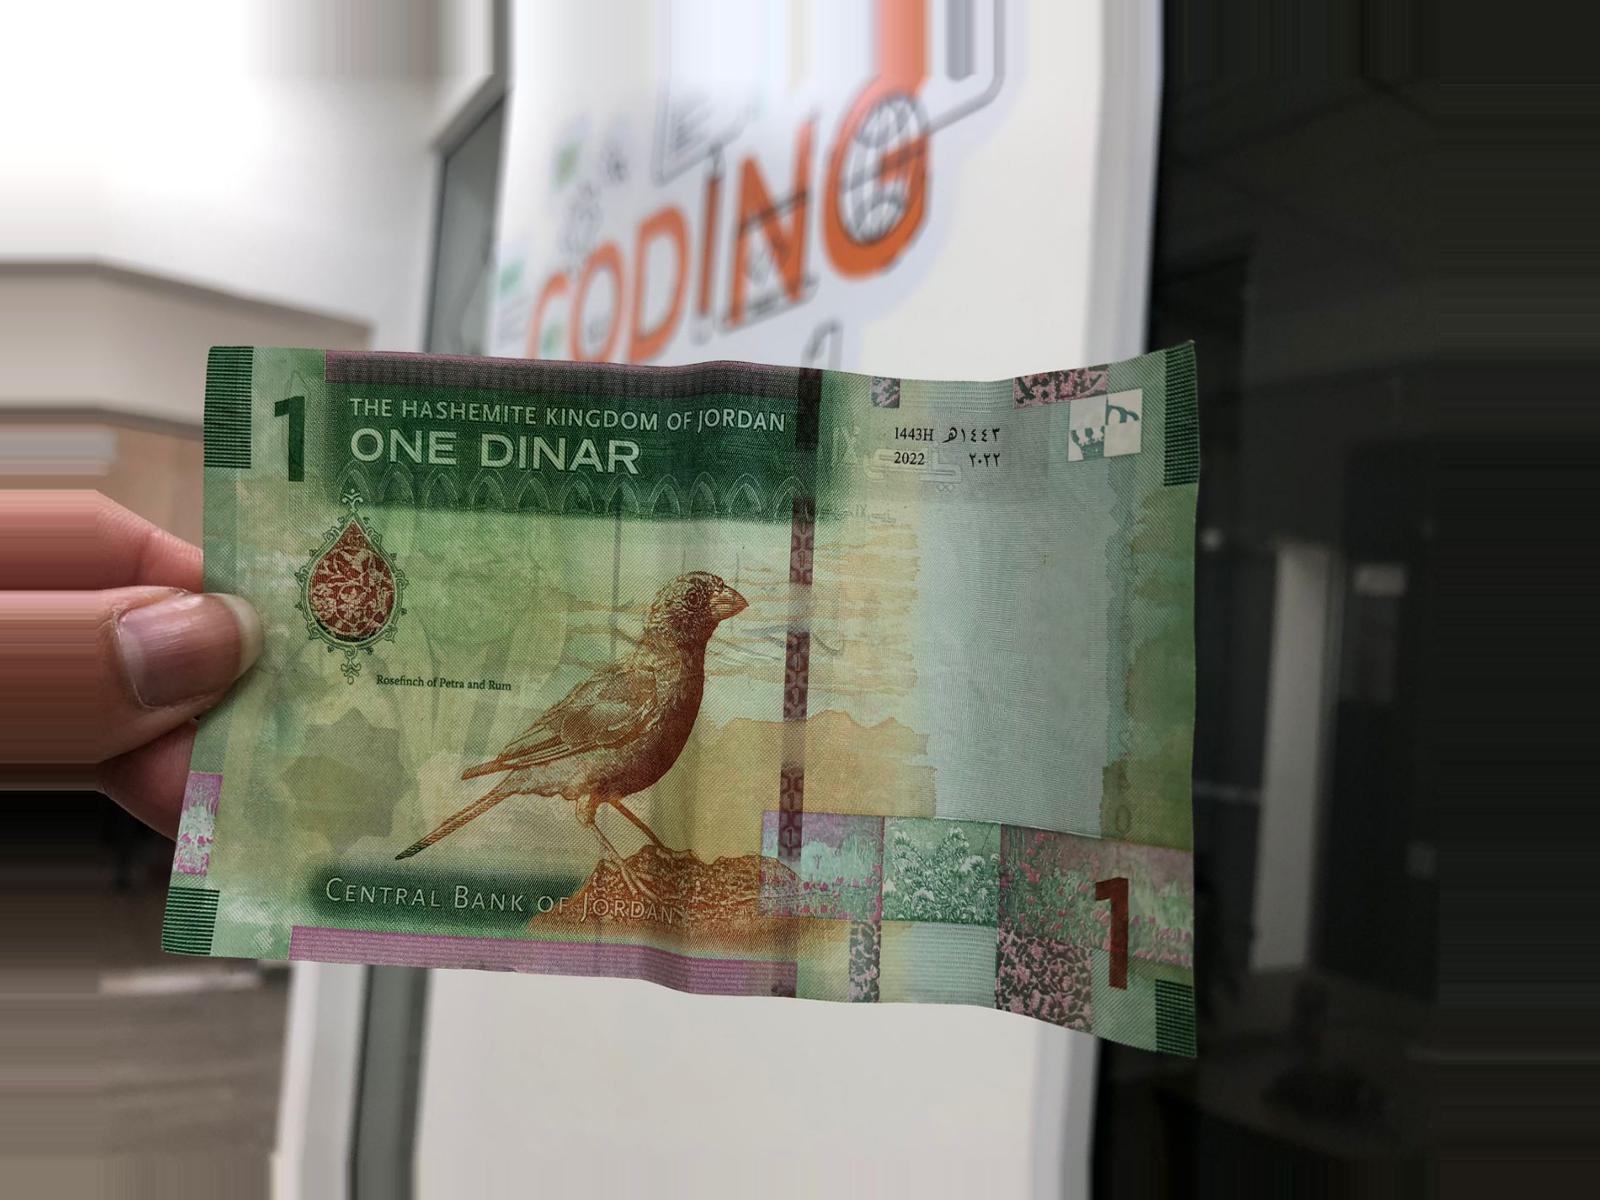 CODING
1
THE HASHEMITE KINGDOM OF JORDAN
ONE DINAR
1443H ١٤٤٣هـ
2022 ٢٠٢٢
Rosefinch of Petra and Rum
CENTRAL BANK OF JORDAN
1